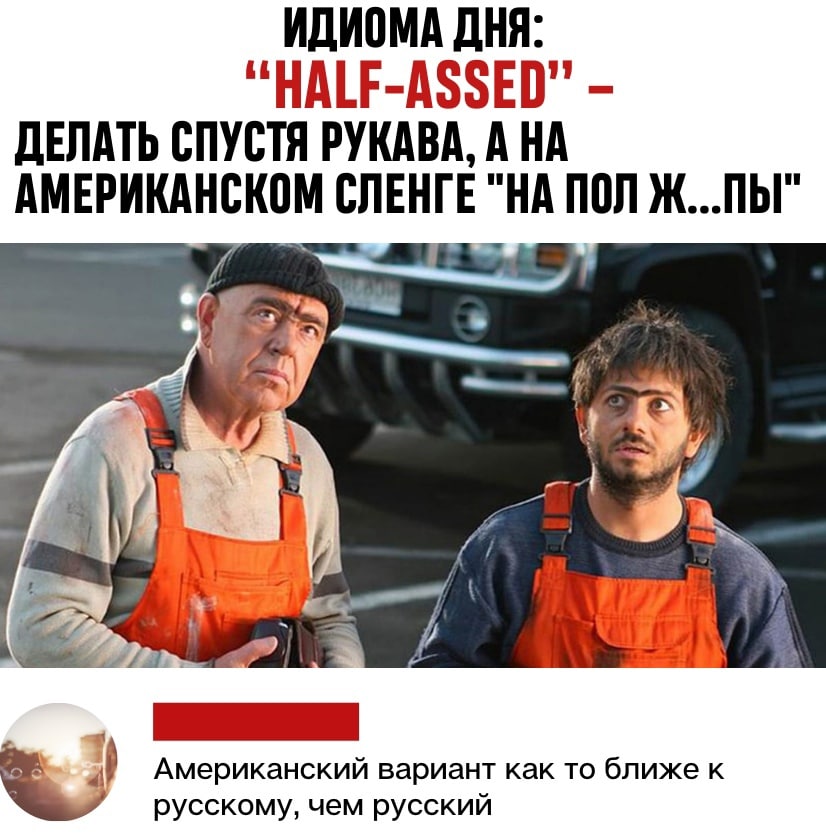 ИДИОМА ДНЯ:
“HALF-ASSED” –
ДЕЛАТЬ СПУСТЯ РУКАВА, А НА
АМЕРИКАНСКОМ СЛЕНГЕ "НА ПОЛ Ж...ПЫ"
Американский вариант как то ближе к
русскому, чем русский